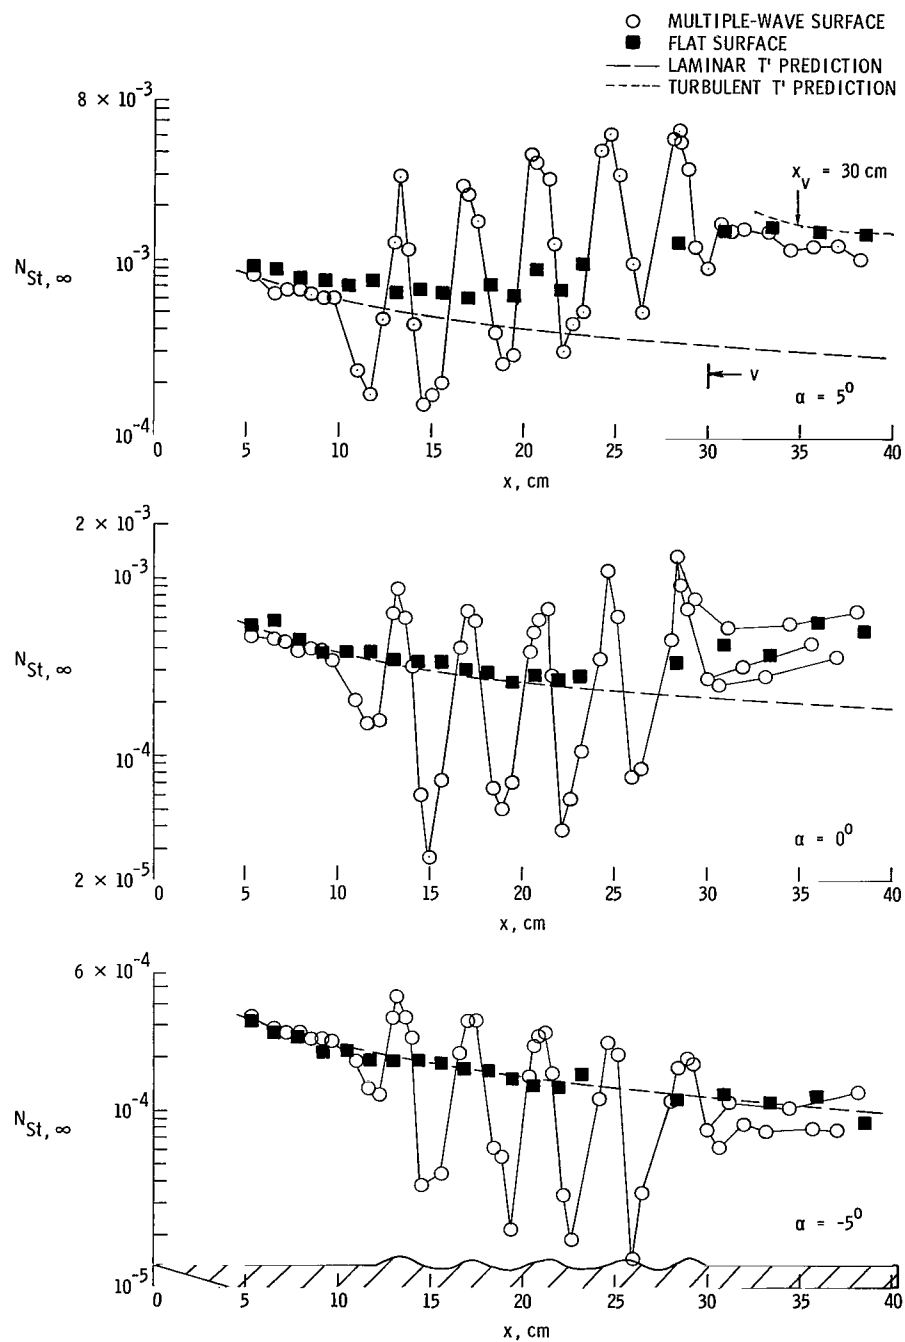 MULTIPLE-WAVE SURFACE
FLAT SURFACE
LAMINAR T' PREDICTION
TURBULENT T' PREDICTION
8 × 10⁻³
x_v = 30 cm
N_St, ∞
10⁻³
v
α = 5⁰
10⁻⁴
0 5 10 15 20 25 30 35 40
x, cm
2 × 10⁻³
10⁻³
N_St, ∞
10⁻⁴
α = 0⁰
2 × 10⁻⁵
0 5 10 15 20 25 30 35 40
x, cm
6 × 10⁻⁴
N_St, ∞
10⁻⁴
α = -5⁰
10⁻⁵
0 5 10 15 20 25 30 35 40
x, cm